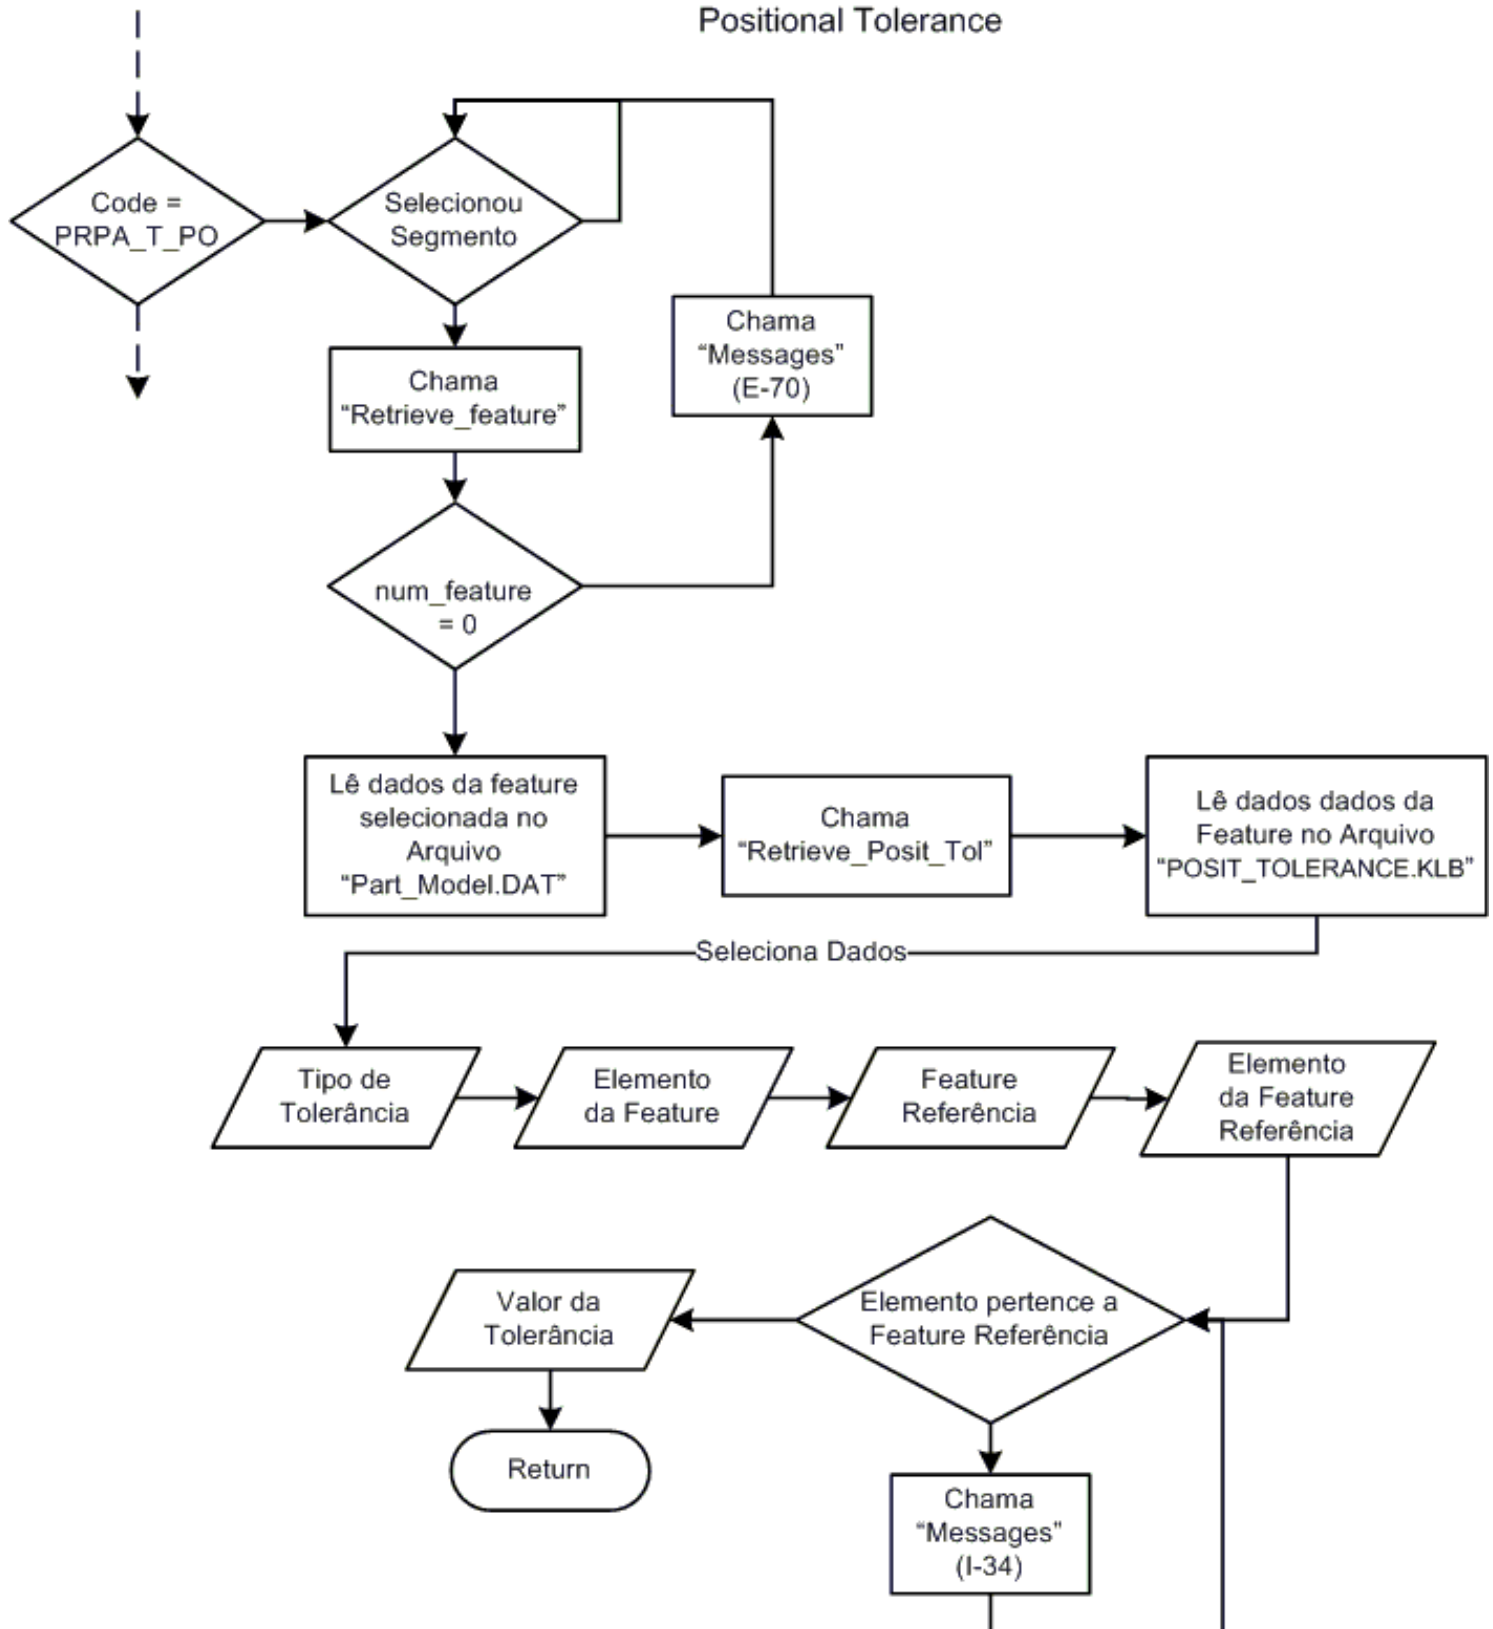 Positional Tolerance
Code =
PRPA_T_PO
Selecionou
Segmento
Chama
“Messages”
(E-70)
Chama
“Retrieve_feature”
num_feature
= 0
Lê dados da feature
selecionada no
Arquivo
“Part_Model.DAT”
Chama
“Retrieve_Posit_Tol”
Lê dados dados da
Feature no Arquivo
“POSIT_TOLERANCE.KLB”
Seleciona Dados
Tipo de
Tolerância
Elemento
da Feature
Feature
Referência
Elemento
da Feature
Referência
Valor da
Tolerância
Elemento pertence a
Feature Referência
Return
Chama
“Messages”
(I-34)